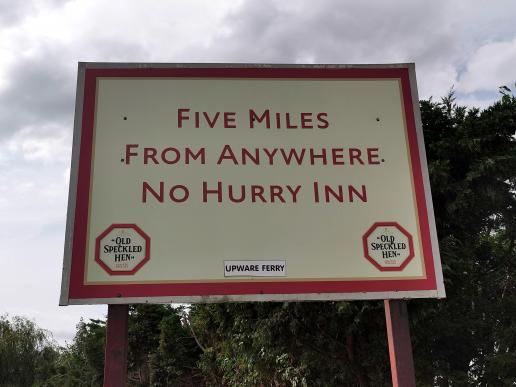 FIVE MILES
FROM ANYWHERE
NO HURRY INN
"OLD
SPECKLED
HEN"
"OLD
SPECKLED
HEN"
UPWARE FERRY